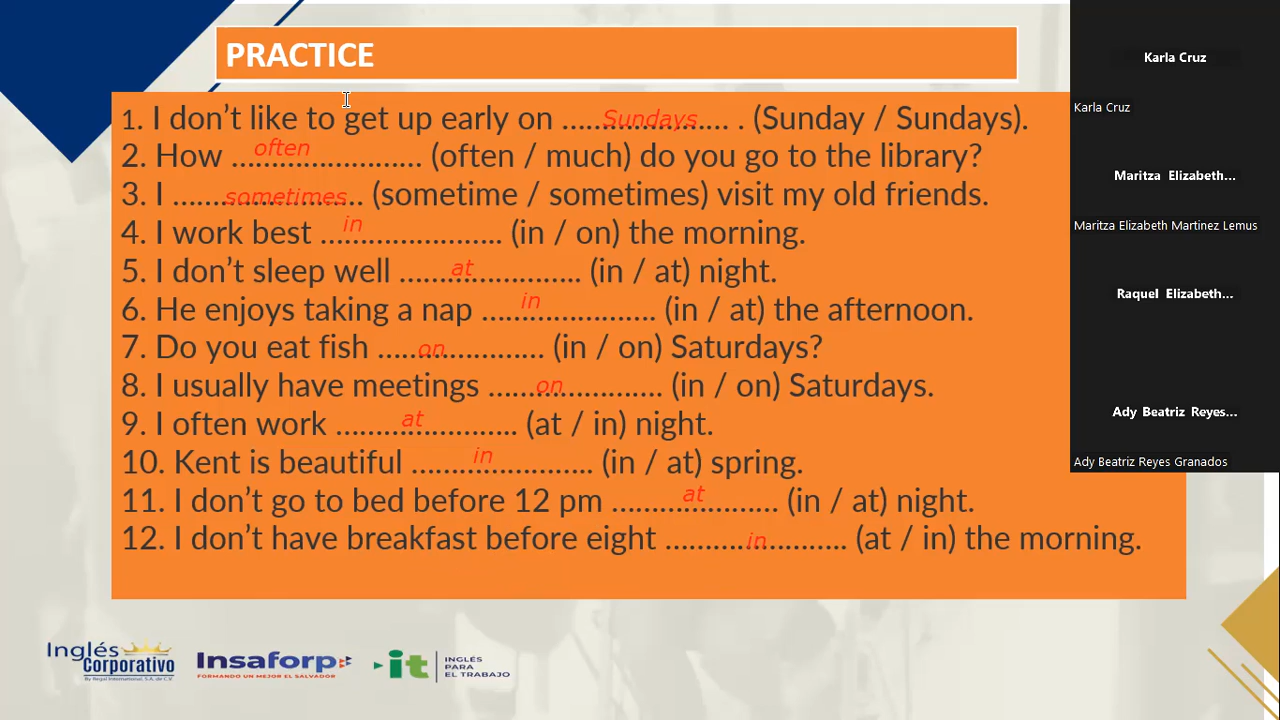 PRACTICE
1. I don’t like to get up early on ....Sundays.... . (Sunday / Sundays).
2. How ....often.... (often / much) do you go to the library?
3. I ....sometimes.... (sometime / sometimes) visit my old friends.
4. I work best ....in.... (in / on) the morning.
5. I don’t sleep well ....at.... (in / at) night.
6. He enjoys taking a nap ....in.... (in / at) the afternoon.
7. Do you eat fish ....on.... (in / on) Saturdays?
8. I usually have meetings ....on.... (in / on) Saturdays.
9. I often work ....at.... (at / in) night.
10. Kent is beautiful ....in.... (in / at) spring.
11. I don’t go to bed before 12 pm ....at.... (in / at) night.
12. I don’t have breakfast before eight ....in.... (at / in) the morning.
Karla Cruz
Karla Cruz
Maritza Elizabeth...
Maritza Elizabeth Martinez Lemus
Raquel Elizabeth...
Ady Beatriz Reyes...
Ady Beatriz Reyes Granados
Inglés
Corporativo
By Regal International, S.A. de C.V.
Insaforp
FORMANDO UN MEJOR EL SALVADOR
it
INGLÉS
PARA
EL TRABAJO